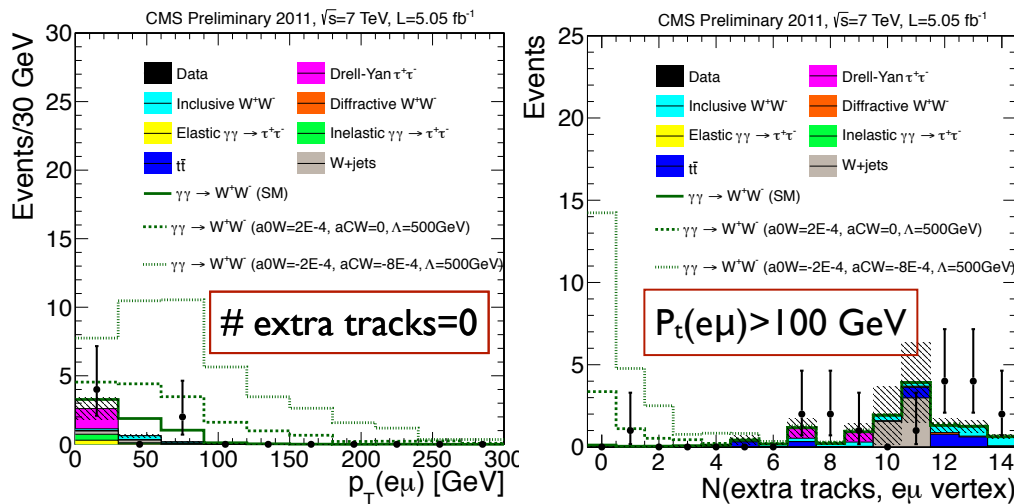 CMS Preliminary 2011, √s=7 TeV, L=5.05 fb⁻¹
Events/30 GeV
30
25
20
15
10
5
0
Data
Drell-Yan τ⁺τ⁻
Inclusive W⁺W⁻
Diffractive W⁺W⁻
Elastic γγ → τ⁺τ⁻
Inelastic γγ → τ⁺τ⁻
tt̄
W+jets
γγ → W⁺W⁻ (SM)
γγ → W⁺W⁻ (a0W=2E-4, aCW=0, Λ=500GeV)
γγ → W⁺W⁻ (a0W=-2E-4, aCW=-8E-4, Λ=500GeV)
# extra tracks=0
0 50 100 150 200 250 300
p_T(eμ) [GeV]
CMS Preliminary 2011, √s=7 TeV, L=5.05 fb⁻¹
Events
25
20
15
10
5
0
Data
Drell-Yan τ⁺τ⁻
Inclusive W⁺W⁻
Diffractive W⁺W⁻
Elastic γγ → τ⁺τ⁻
Inelastic γγ → τ⁺τ⁻
tt̄
W+jets
γγ → W⁺W⁻ (SM)
γγ → W⁺W⁻ (a0W=2E-4, aCW=0, Λ=500GeV)
γγ → W⁺W⁻ (a0W=-2E-4, aCW=-8E-4, Λ=500GeV)
P_t(eμ)>100 GeV
0 2 4 6 8 10 12 14
N(extra tracks, eμ vertex)